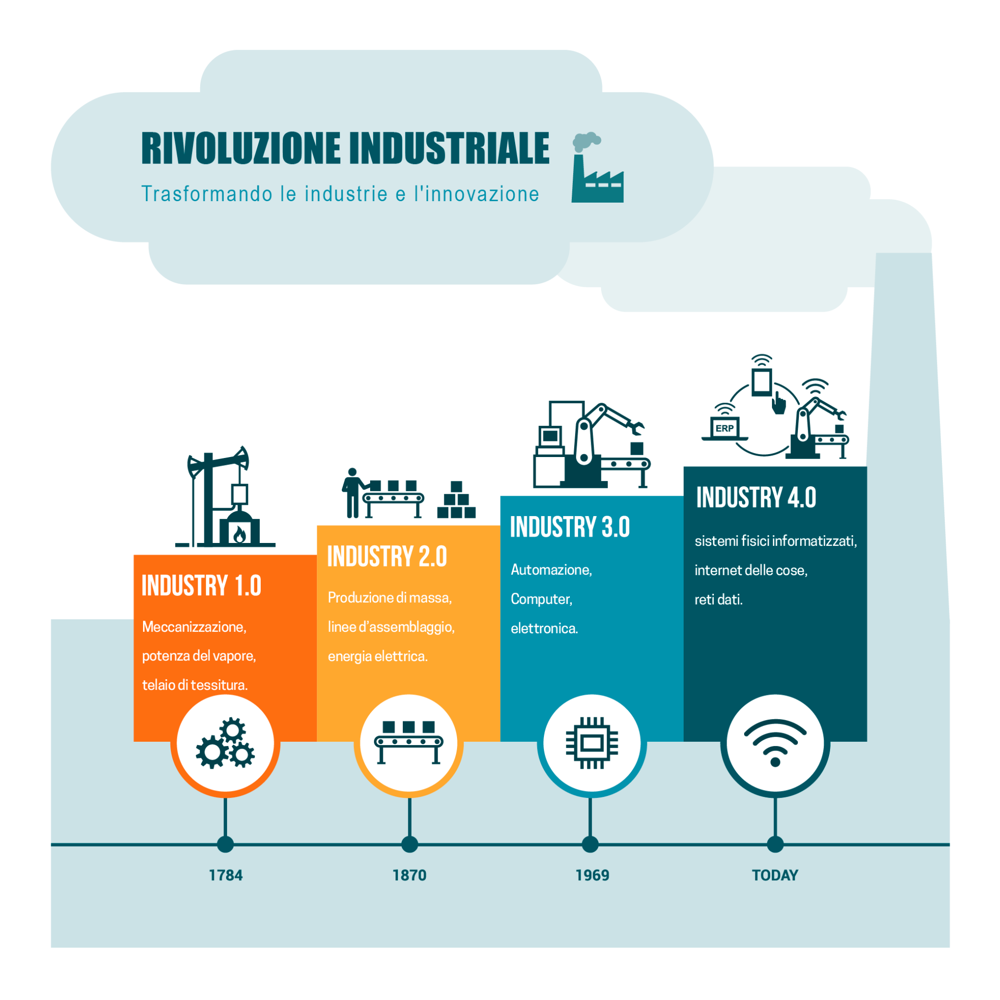 RIVOLUZIONE INDUSTRIALE
Trasformando le industrie e l'innovazione
ERP
INDUSTRY 1.0
Meccanizzazione,
potenza del vapore,
telaio di tessitura.
INDUSTRY 2.0
Produzione di massa,
linee d’assemblaggio,
energia elettrica.
INDUSTRY 3.0
Automazione,
Computer,
elettronica.
INDUSTRY 4.0
sistemi fisici informatizzati,
internet delle cose,
reti dati.
1784
1870
1969
TODAY